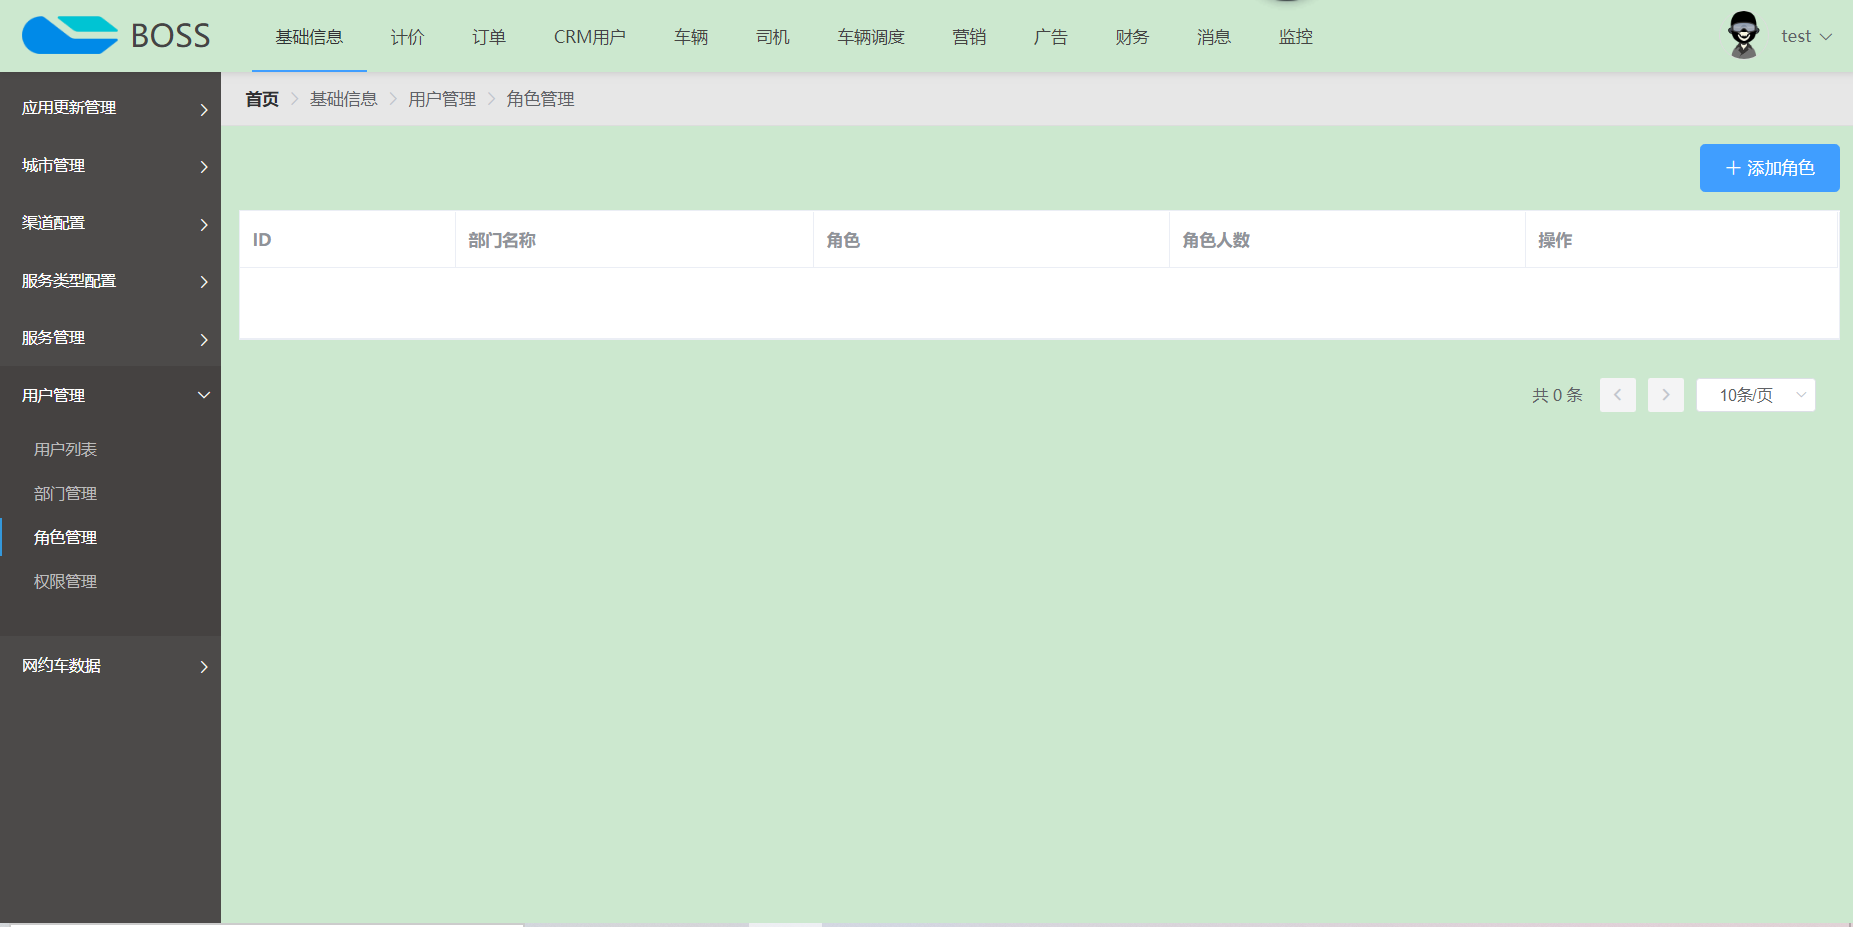 BOSS
基础信息 计价 订单 CRM用户 车辆 司机 车辆调度 营销 广告 财务 消息 监控
test
首页 基础信息 用户管理 角色管理
应用更新管理
城市管理
渠道配置
服务类型配置
服务管理
用户管理
用户列表
部门管理
角色管理
权限管理
网约车数据
添加角色
ID 部门名称 角色 角色人数 操作
共 0 条 10条/页